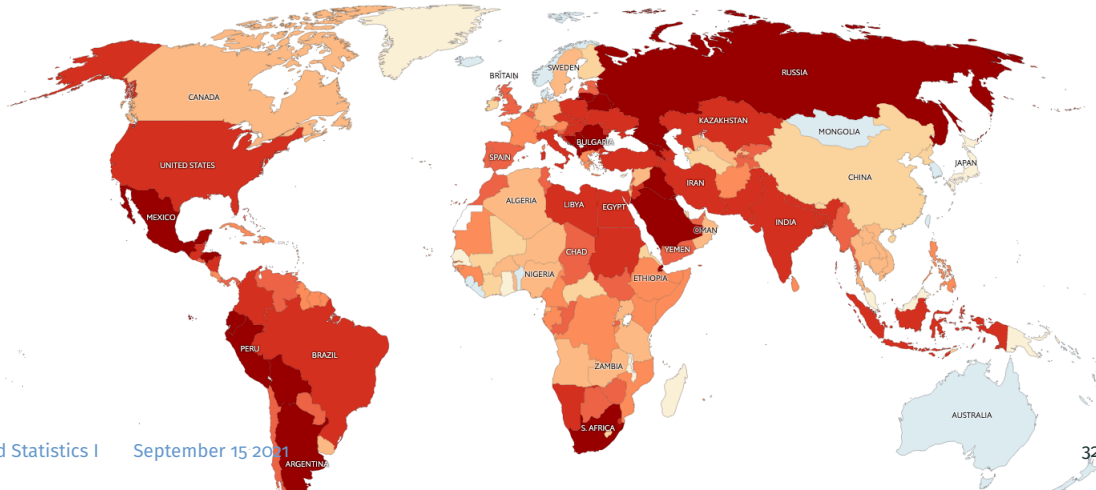 BRITAIN
SWEDEN
RUSSIA
CANADA
KAZAKHSTAN
MONGOLIA
BULGARIA
SPAIN
UNITED STATES
JAPAN
CHINA
IRAN
ALGERIA
LIBYA
EGYPT
MEXICO
INDIA
OMAN
CHAD
YEMEN
NIGERIA
ETHIOPIA
PERU
BRAZIL
ZAMBIA
AUSTRALIA
S. AFRICA
d Statistics I September 15 2021
32
ARGENTINA